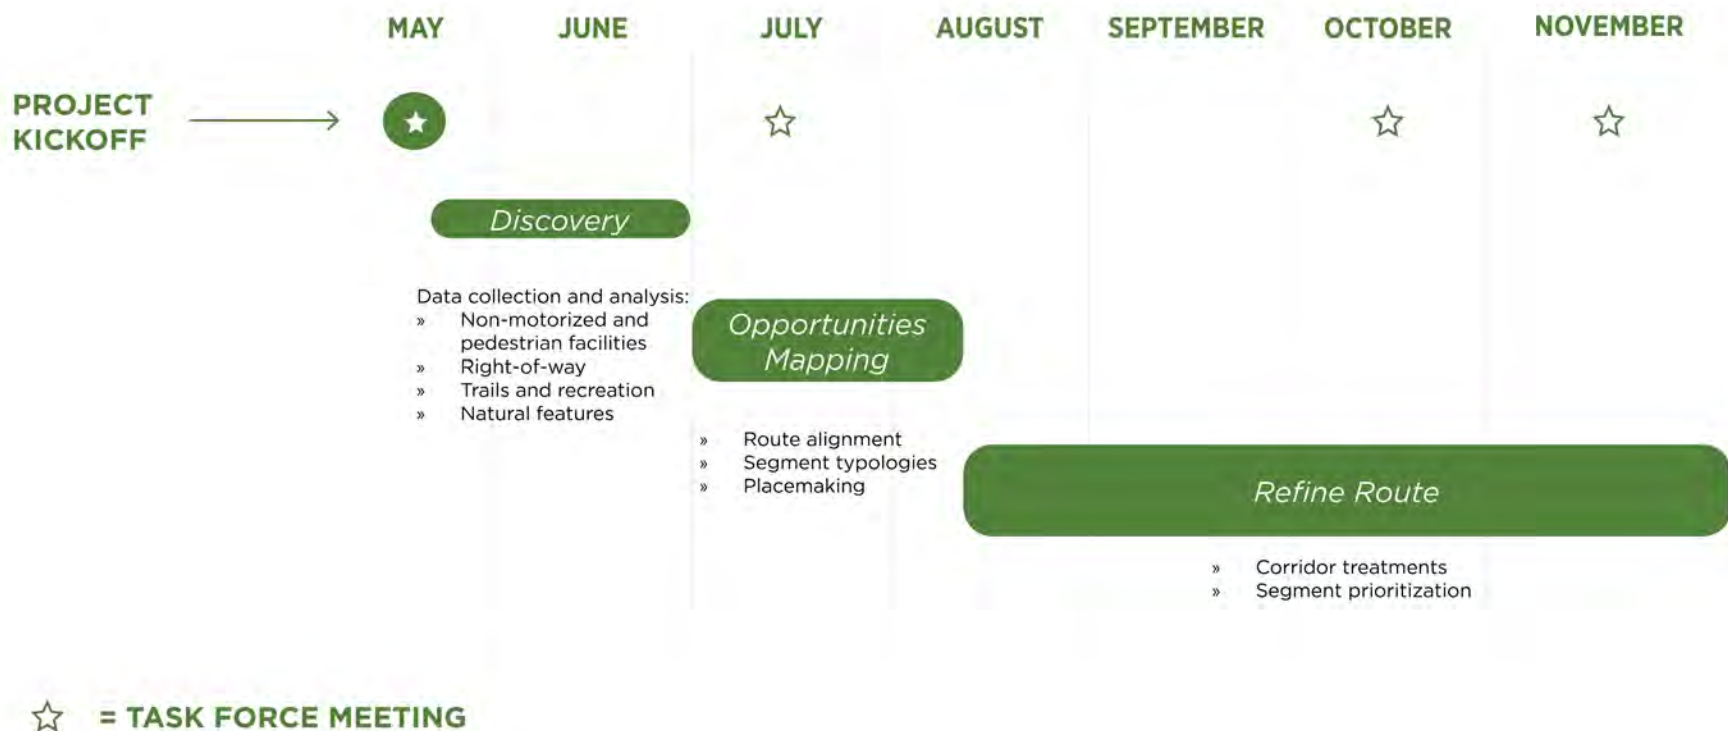 MAY JUNE JULY AUGUST SEPTEMBER OCTOBER NOVEMBER
PROJECT
KICKOFF
Discovery
Data collection and analysis:
» Non-motorized and
pedestrian facilities
» Right-of-way
» Trails and recreation
» Natural features
Opportunities
Mapping
» Route alignment
» Segment typologies
» Placemaking
Refine Route
» Corridor treatments
» Segment prioritization
= TASK FORCE MEETING